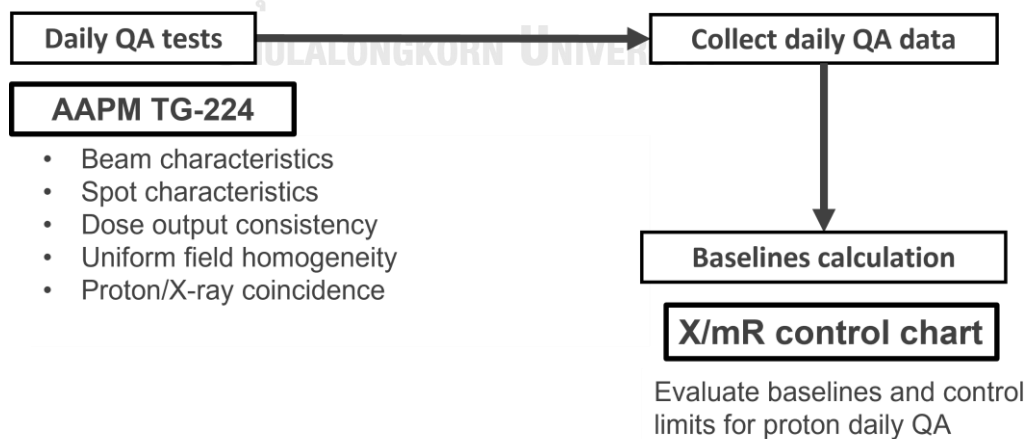 Daily QA tests
Collect daily QA data
AAPM TG-224
• Beam characteristics
• Spot characteristics
• Dose output consistency
• Uniform field homogeneity
• Proton/X-ray coincidence
Baselines calculation
X/mR control chart
Evaluate baselines and control
limits for proton daily QA